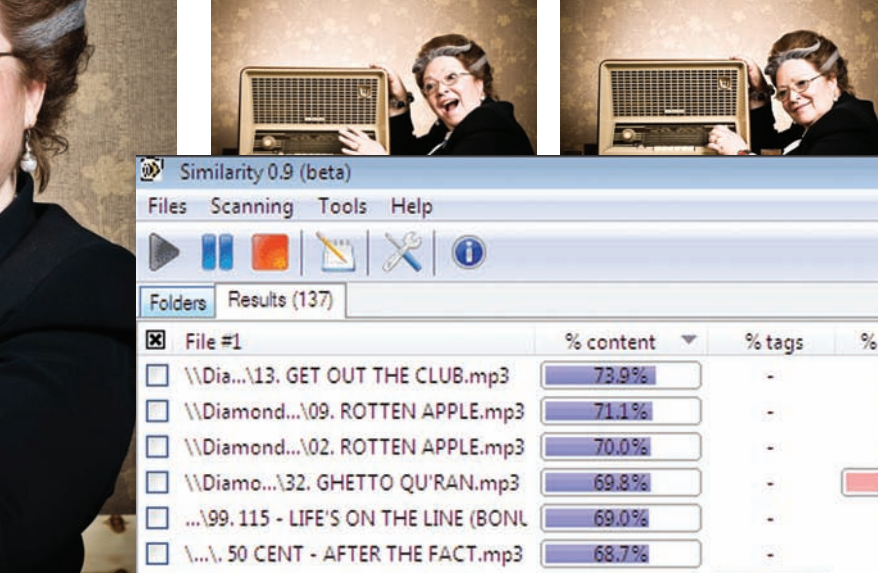 Similarity 0.9 (beta)
Files Scanning Tools Help
Folders Results (137)
File #1 % content % tags %
\\Dia...\13. GET OUT THE CLUB.mp3 73.9% -
\\Diamond...\09. ROTTEN APPLE.mp3 71.1% -
\\Diamond...\02. ROTTEN APPLE.mp3 70.0% -
\\Diamo...\32. GHETTO QU'RAN.mp3 69.8% -
...\99. 115 - LIFE'S ON THE LINE (BONU 69.0% -
\...\. 50 CENT - AFTER THE FACT.mp3 68.7% -